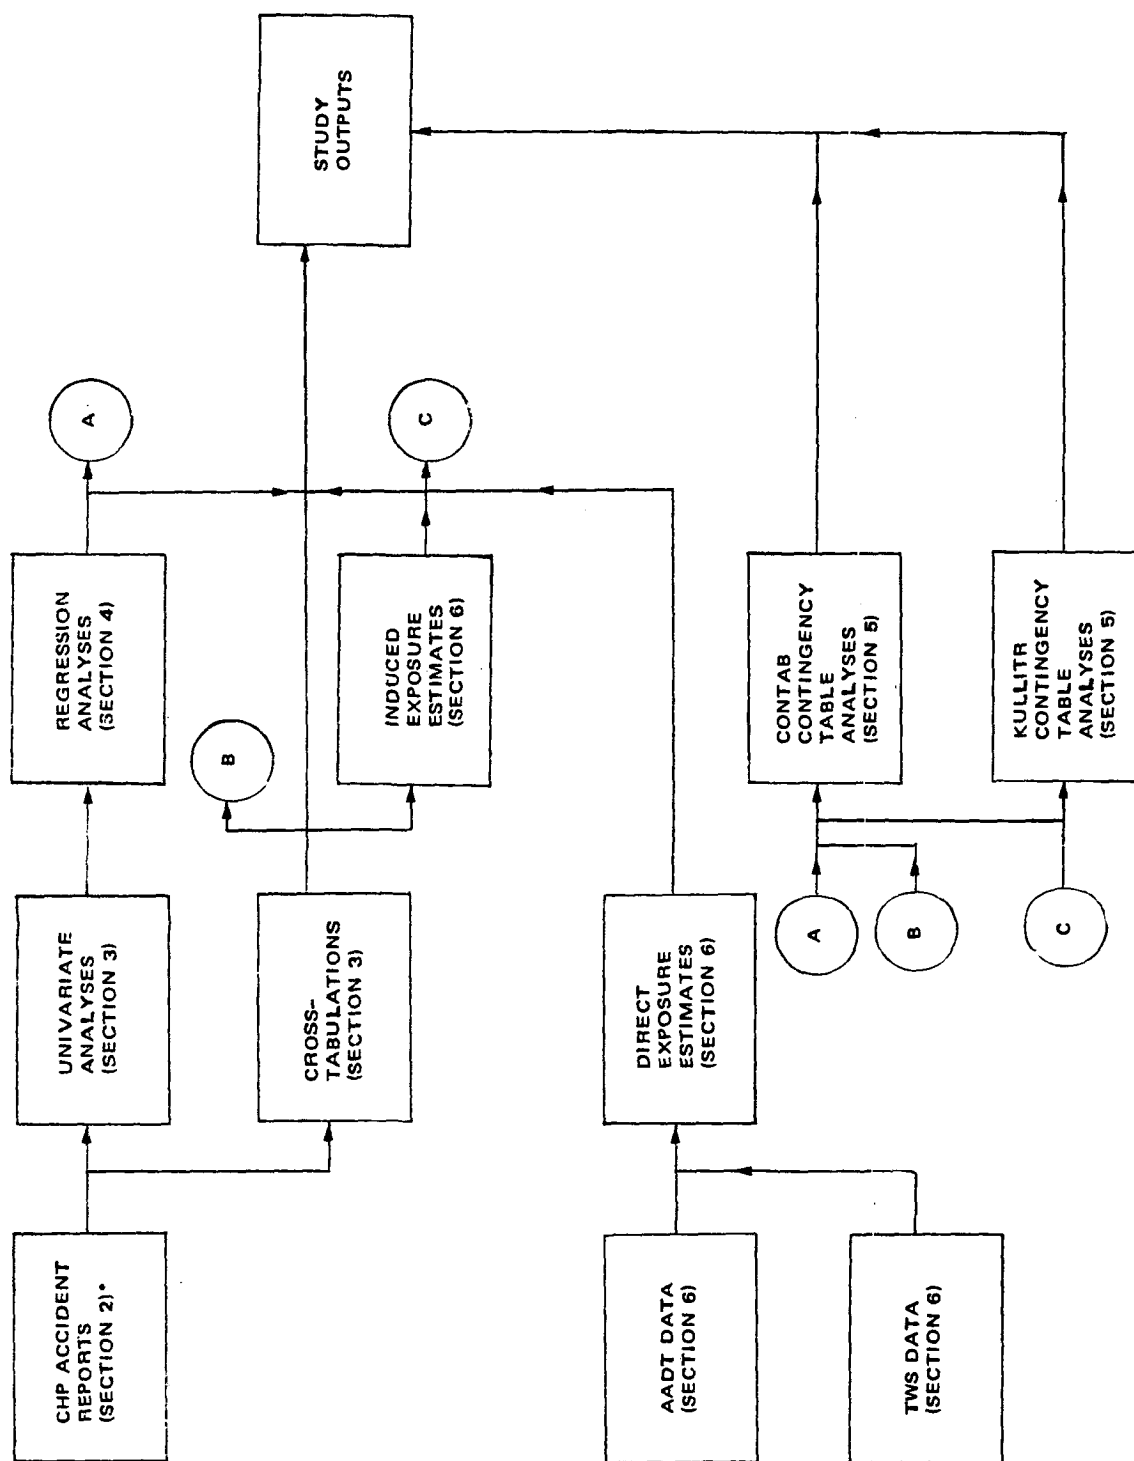 CHP ACCIDENT
REPORTS
(SECTION 2)*
UNIVARIATE
ANALYSES
(SECTION 3)
REGRESSION
ANALYSES
(SECTION 4)
A
CROSS-
TABULATIONS
(SECTION 3)
B
INDUCED
EXPOSURE
ESTIMATES
(SECTION 6)
C
STUDY
OUTPUTS
AADT DATA
(SECTION 6)
DIRECT
EXPOSURE
ESTIMATES
(SECTION 6)
TWS DATA
(SECTION 6)
A
B
C
CONTAB
CONTINGENCY
TABLE
ANALYSES
(SECTION 5)
KULLITR
CONTINGENCY
TABLE
ANALYSES
(SECTION 5)